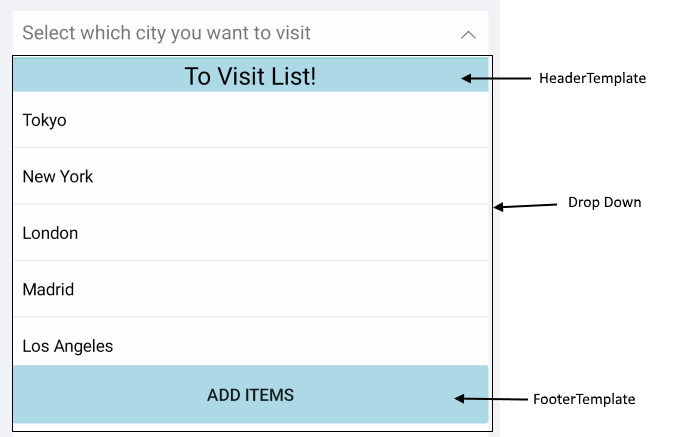 Select which city you want to visit
To Visit List!
HeaderTemplate
Tokyo
New York
Drop Down
London
Madrid
Los Angeles
ADD ITEMS
FooterTemplate